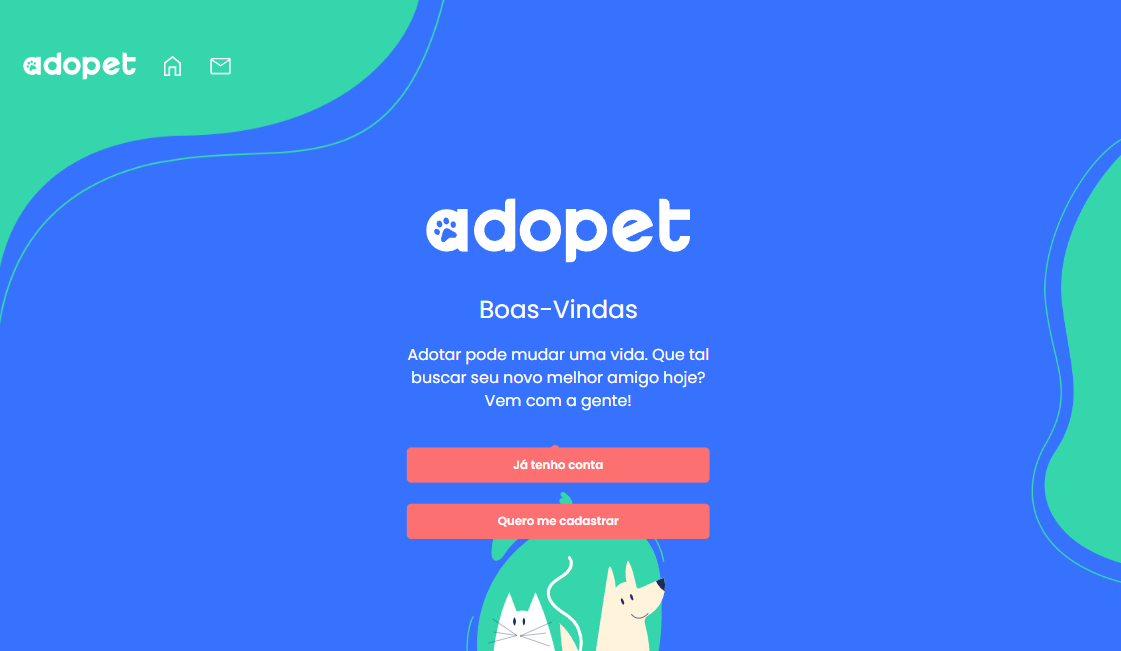 adopet
adopet
Boas-Vindas
Adotar pode mudar uma vida. Que tal
buscar seu novo melhor amigo hoje?
Vem com a gente!
Já tenho conta
Quero me cadastrar